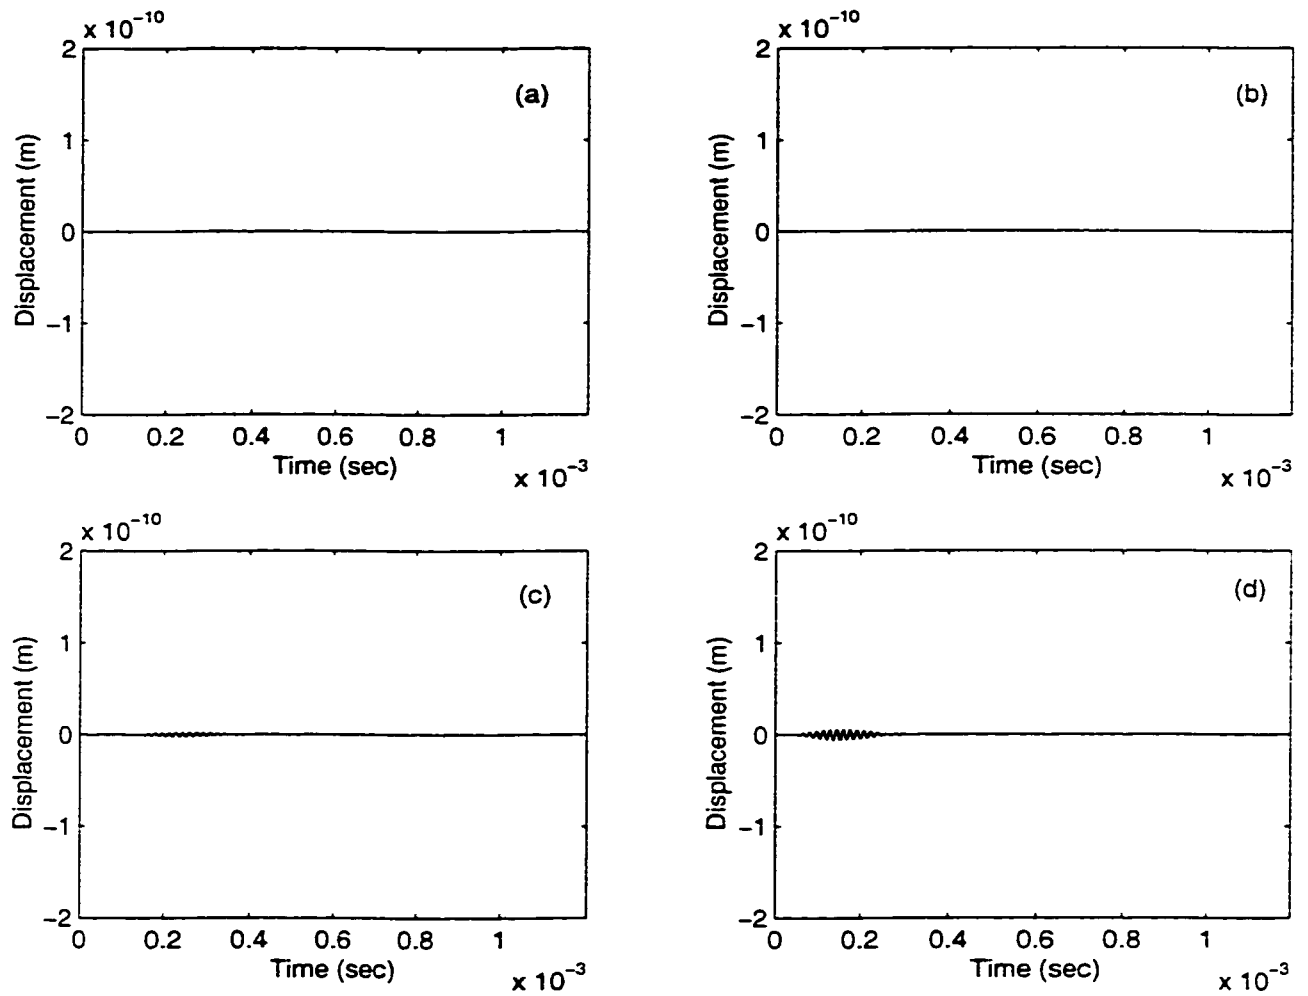 x 10⁻¹⁰
2
(a)
1
Displacement (m)
0
−1
−2
0 0.2 0.4 0.6 0.8 1
Time (sec)
x 10⁻³
x 10⁻¹⁰
2
(b)
1
Displacement (m)
0
−1
−2
0 0.2 0.4 0.6 0.8 1
Time (sec)
x 10⁻³
x 10⁻¹⁰
2
(c)
1
Displacement (m)
0
−1
−2
0 0.2 0.4 0.6 0.8 1
Time (sec)
x 10⁻³
x 10⁻¹⁰
2
(d)
1
Displacement (m)
0
−1
−2
0 0.2 0.4 0.6 0.8 1
Time (sec)
x 10⁻³